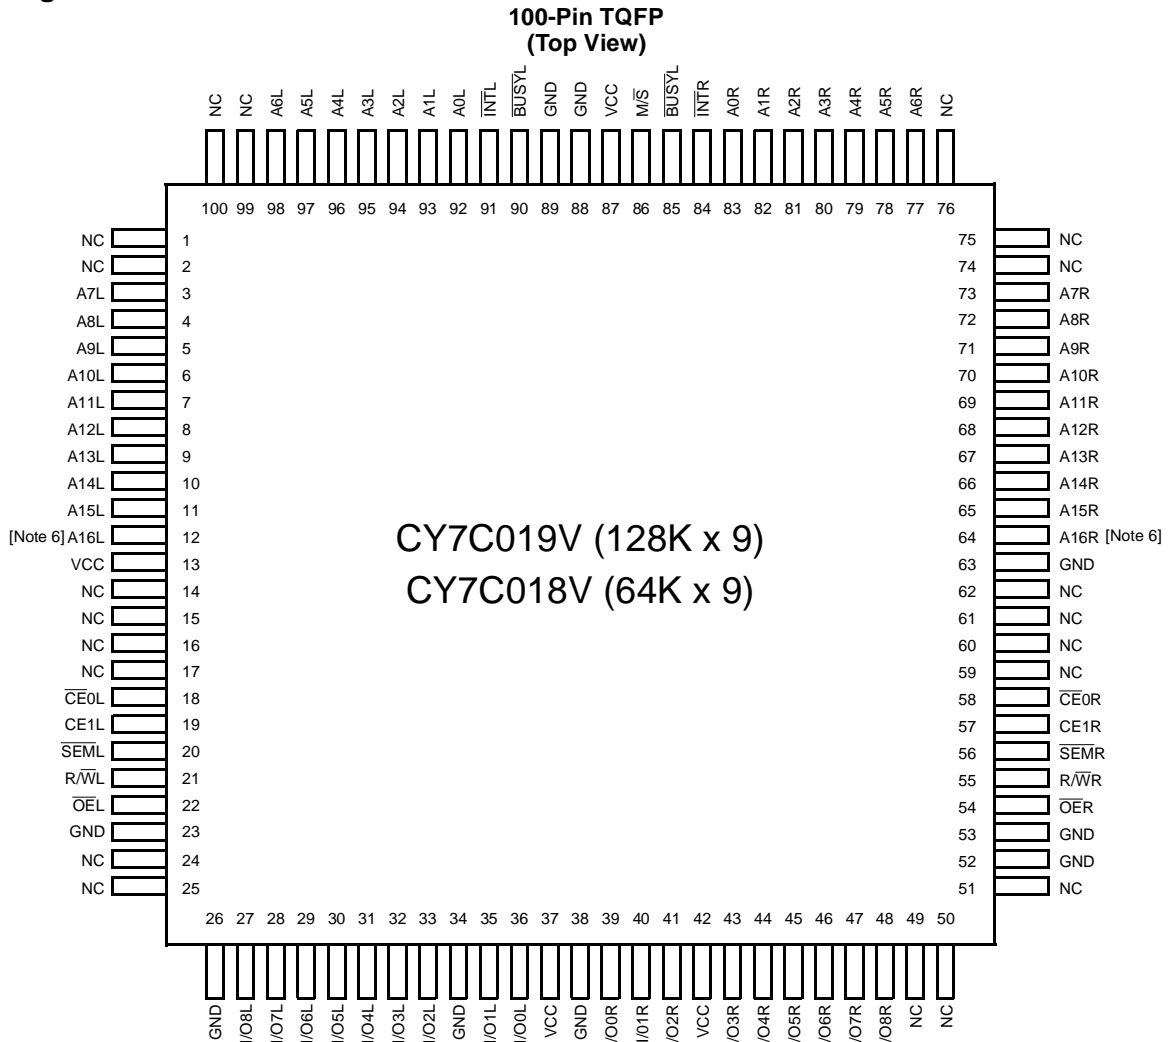 100-Pin TQFP
(Top View)
NC NC A6L A5L A4L A3L A2L A1L A0L INTL BUSYL GND GND VCC M/S BUSYL INTR A0R A1R A2R A3R A4R A5R A6R NC
100 99 98 97 96 95 94 93 92 91 90 89 88 87 86 85 84 83 82 81 80 79 78 77 76
NC 1 75 NC
NC 2 74 NC
A7L 3 73 A7R
A8L 4 72 A8R
A9L 5 71 A9R
A10L 6 70 A10R
A11L 7 69 A11R
A12L 8 68 A12R
A13L 9 67 A13R
A14L 10 66 A14R
A15L 11 65 A15R
[Note 6] A16L 12 64 A16R [Note 6]
CY7C019V (128K x 9)
VCC 13 63 GND
CY7C018V (64K x 9)
NC 14 62 NC
NC 15 61 NC
NC 16 60 NC
NC 17 59 NC
CE0L 18 58 CE0R
CE1L 19 57 CE1R
SEML 20 56 SEMR
R/WL 21 55 R/WR
OEL 22 54 OER
GND 23 53 GND
NC 24 52 GND
NC 25 51 NC
26 27 28 29 30 31 32 33 34 35 36 37 38 39 40 41 42 43 44 45 46 47 48 49 50
GND I/O8L I/O7L I/O6L I/O5L I/O4L I/O3L I/O2L GND I/O1L I/O0L VCC GND I/O0R I/01R I/O2R VCC I/O3R I/O4R I/O5R I/O6R I/O7R I/O8R NC NC